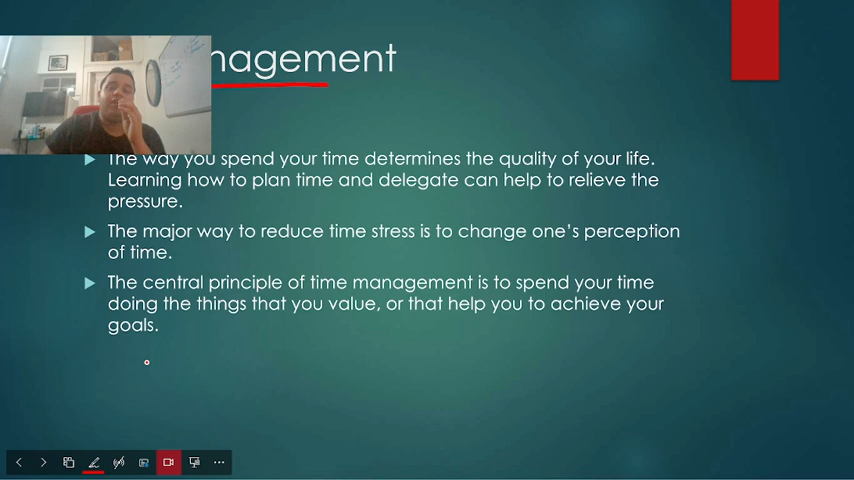 nagement
The way you spend your time determines the quality of your life.
Learning how to plan time and delegate can help to relieve the
pressure.
The major way to reduce time stress is to change one's perception
of time.
The central principle of time management is to spend your time
doing the things that you value, or that help you to achieve your
goals.